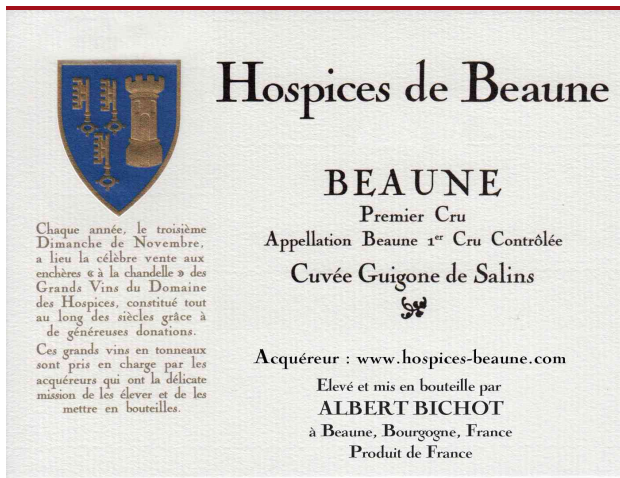 Hospices de Beaune
BEAUNE
Premier Cru
Appellation Beaune 1er Cru Contrôlée
Cuvée Guigone de Salins
Chaque année, le troisième
Dimanche de Novembre,
a lieu la célèbre vente aux
enchères « à la chandelle » des
Grands Vins du Domaine
des Hospices, constitué tout
au long des siècles grâce à
de généreuses donations.
Ces grands vins en tonneaux
sont pris en charge par les
acquéreurs qui ont la délicate
mission de les élever et de les
mettre en bouteilles.
Acquéreur : www.hospices-beaune.com
Elevé et mis en bouteille par
ALBERT BICHOT
à Beaune, Bourgogne, France
Produit de France